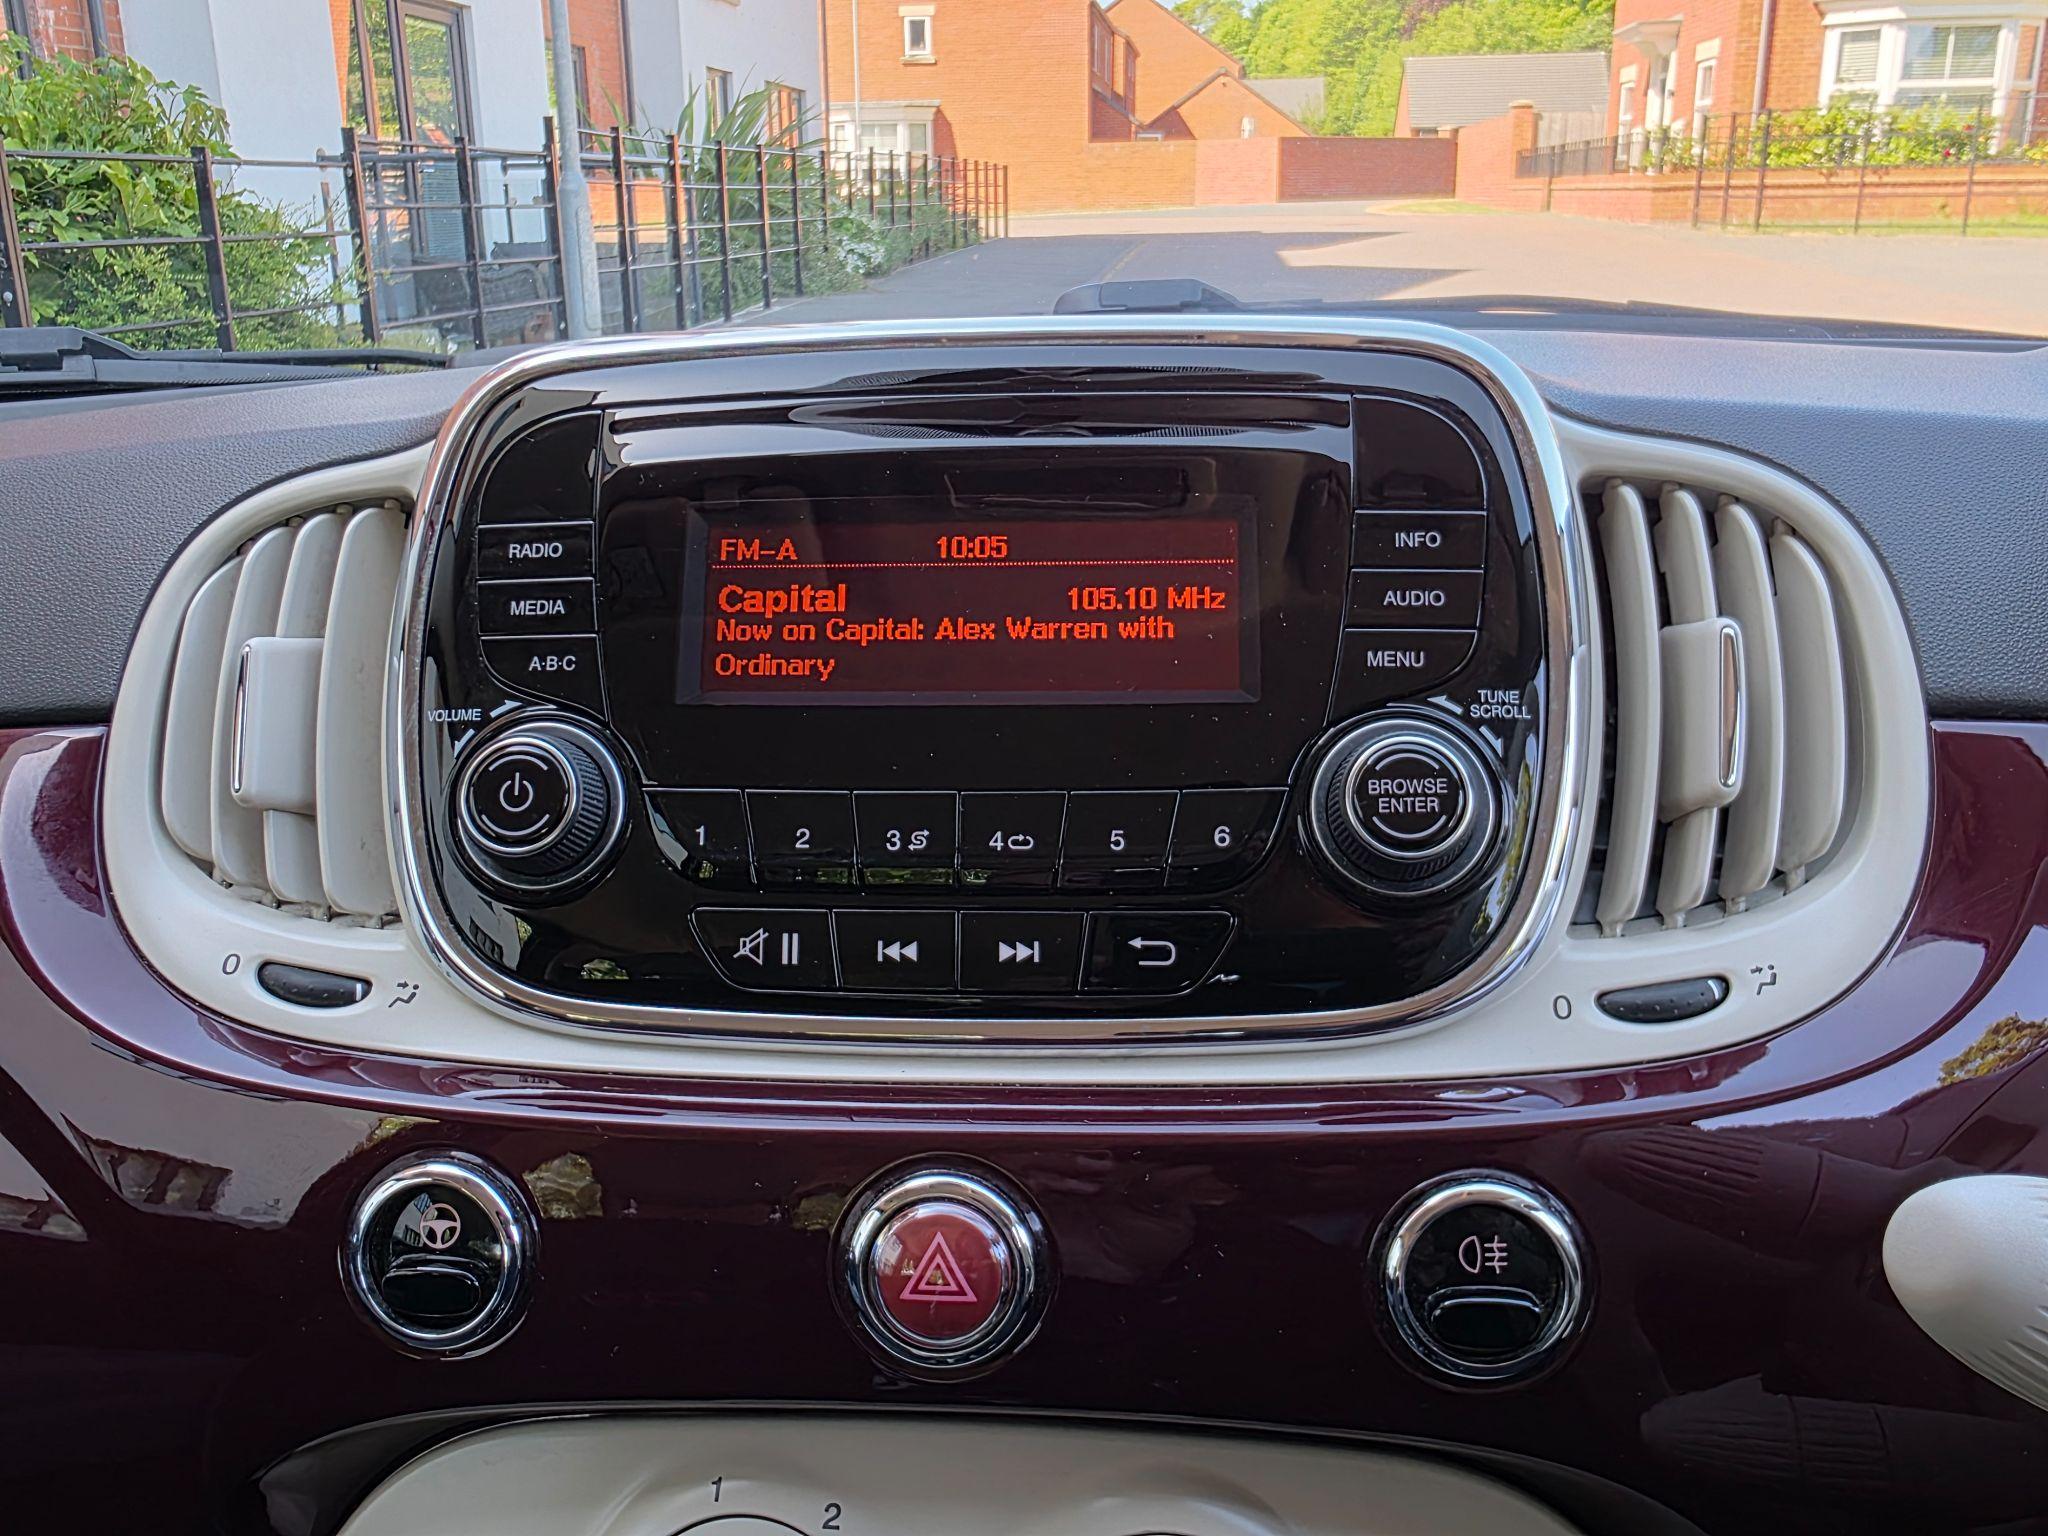 FM-A 10:05
Capital 105.10 MHz
Now on Capital: Alex Warren with
Ordinary
RADIO
MEDIA
A·B·C
INFO
AUDIO
MENU
VOLUME
TUNE
SCROLL
BROWSE
ENTER
1 2 3 4 5 6
0
0
1
2